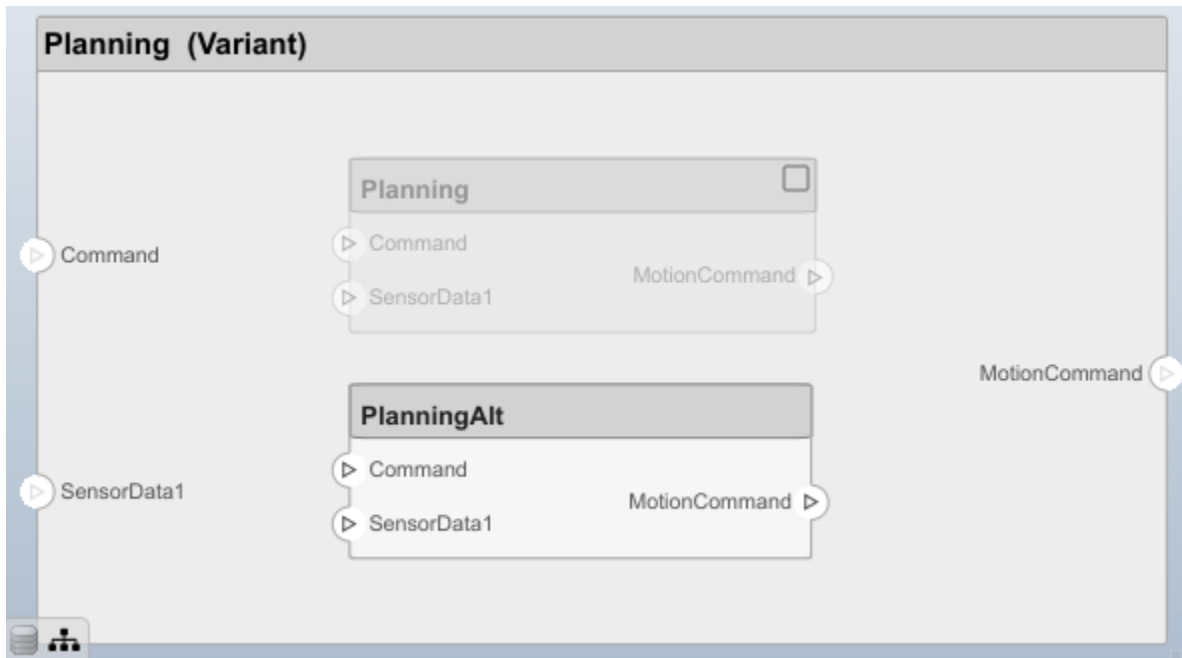 Planning (Variant)
Planning
Command
Command
MotionCommand
SensorData1
MotionCommand
PlanningAlt
Command
SensorData1
MotionCommand
SensorData1